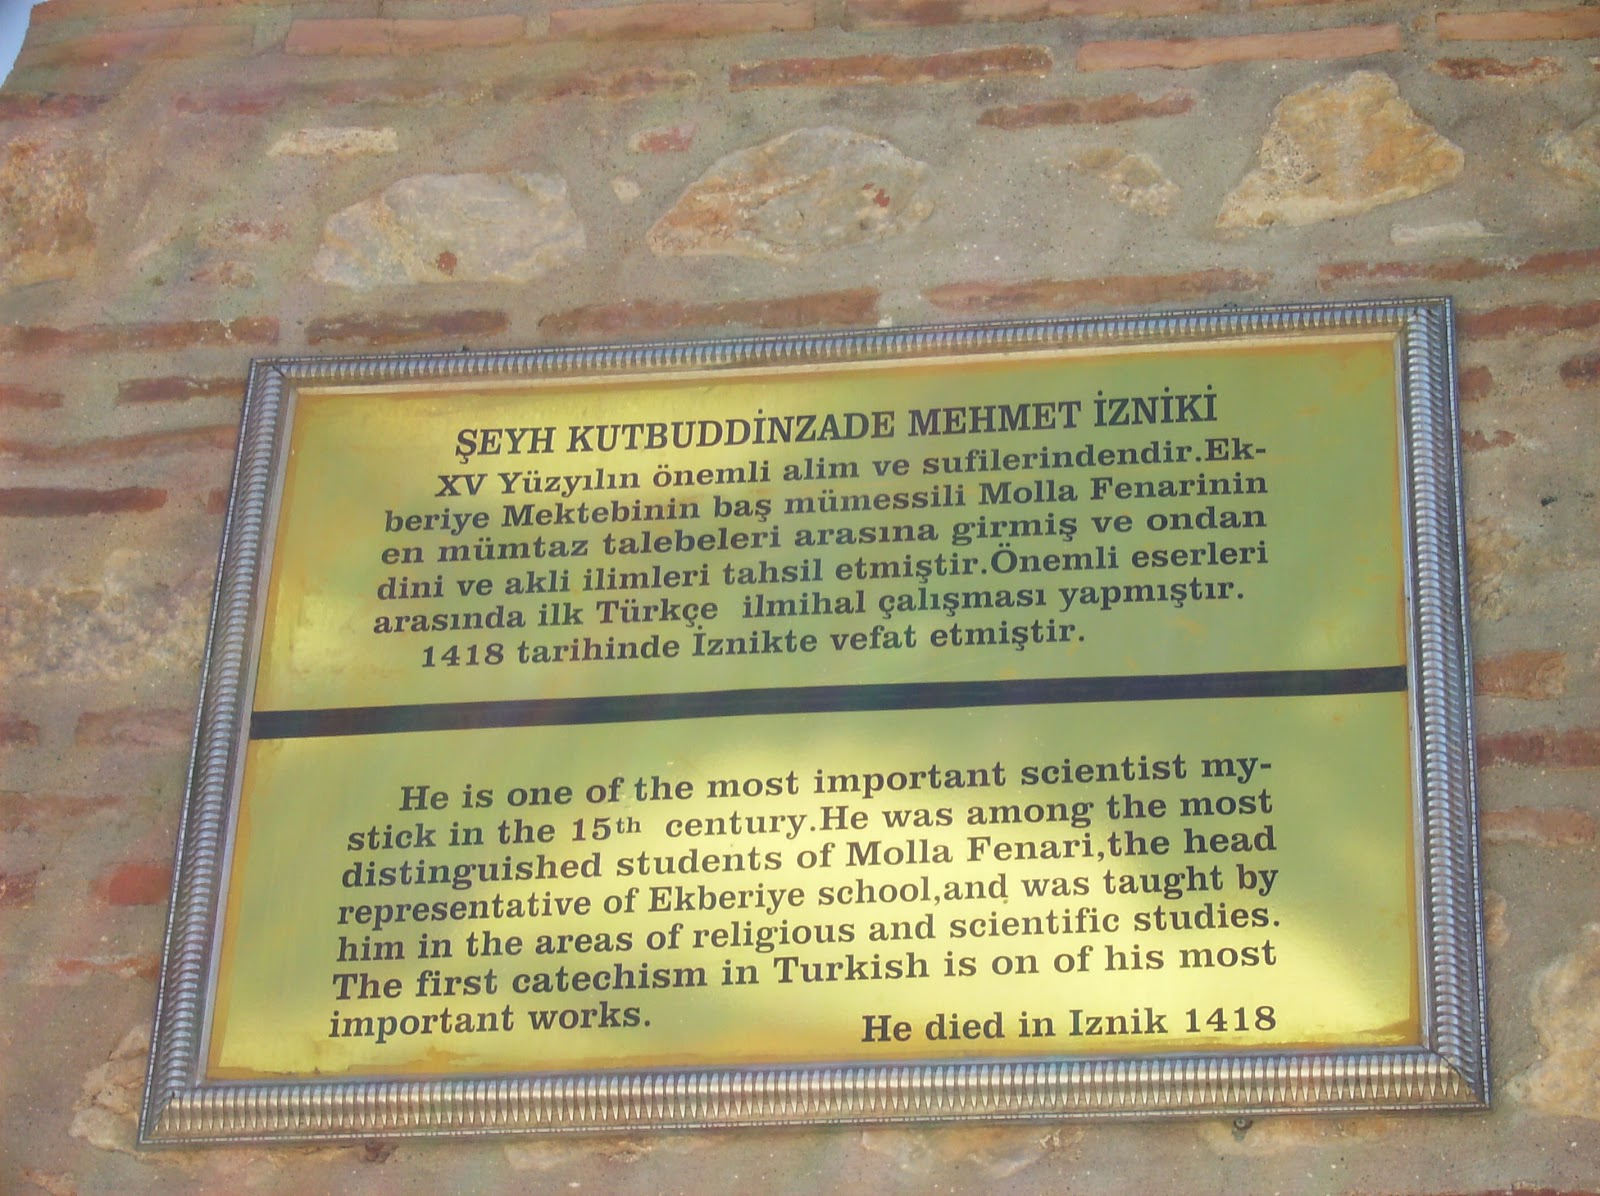 ŞEYH KUTBUDDİNZADE MEHMET İZNİKİ
XV Yüzyılın önemli alim ve sufilerindendir.Ek-
beriye Mektebinin baş mümessili Molla Fenarinin
en mümtaz talebeleri arasına girmiş ve ondan
dini ve akli ilimleri tahsil etmiştir.Önemli eserleri
arasında ilk Türkçe ilmihal çalışması yapmıştır.
1418 tarihinde İznikte vefat etmiştir.
He is one of the most important scientist my-
stick in the 15th century.He was among the most
distinguished students of Molla Fenari,the head
representative of Ekberiye school,and was taught by
him in the areas of religious and scientific studies.
The first catechism in Turkish is on of his most
important works.
He died in Iznik 1418